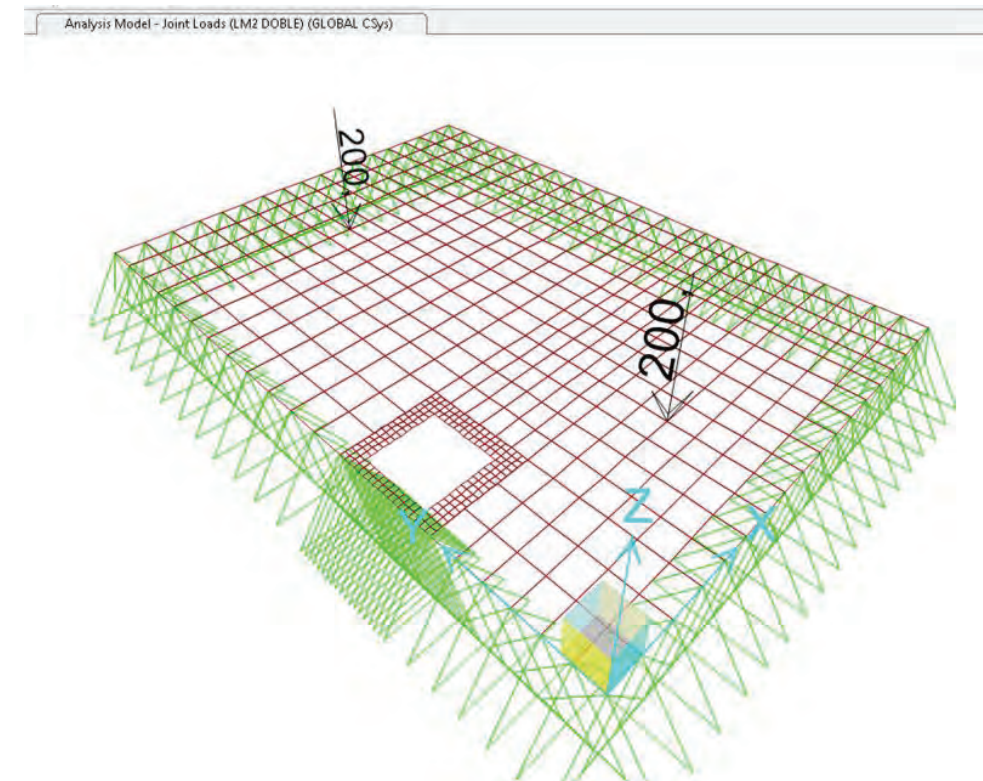 Analysis Model - Joint Loads (LM2 DOBLE) (GLOBAL CSys)
200.
200.
Z
Y
X